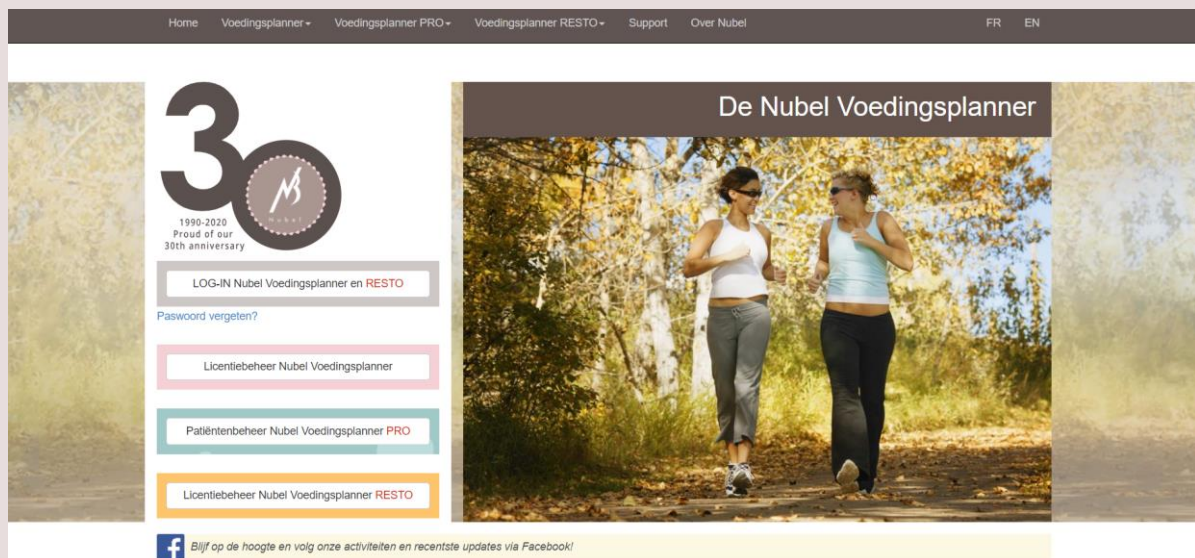 Home Voedingsplanner Voedingsplanner PRO Voedingsplanner RESTO Support Over Nubel FR EN
De Nubel Voedingsplanner
30
Nubel
1990-2020
Proud of our
30th anniversary
LOG-IN Nubel Voedingsplanner en RESTO
Paswoord vergeten?
Licentiebeheer Nubel Voedingsplanner
Patiëntenbeheer Nubel Voedingsplanner PRO
Licentiebeheer Nubel Voedingsplanner RESTO
Blijf op de hoogte en volg onze activiteiten en recentste updates via Facebook!